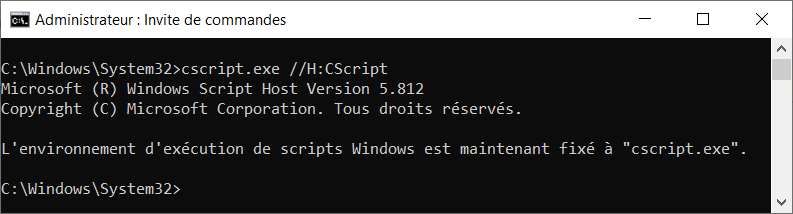 Administrateur : Invite de commandes
C:\Windows\System32>cscript.exe //H:CScript
Microsoft (R) Windows Script Host Version 5.812
Copyright (C) Microsoft Corporation. Tous droits réservés.
L'environnement d'exécution de scripts Windows est maintenant fixé à "cscript.exe".
C:\Windows\System32>